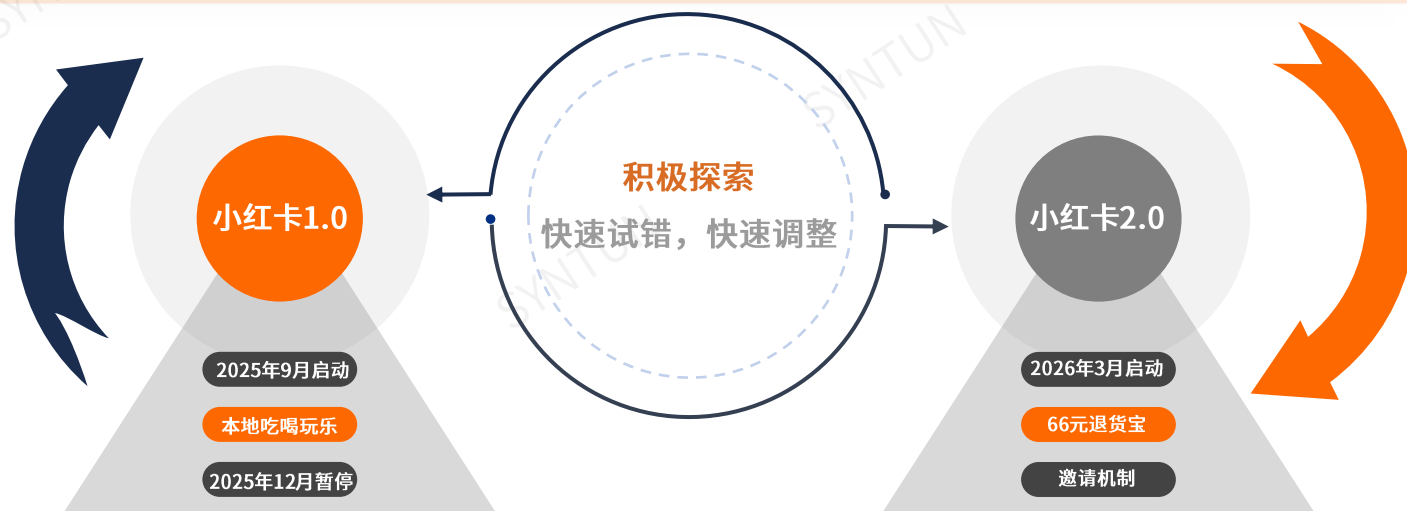 SYNTUN
积极探索
快速试错，快速调整
SYNTUN
小红卡1.0
2025年9月启动
本地吃喝玩乐
2025年12月暂停
小红卡2.0
2026年3月启动
66元退货宝
邀请机制